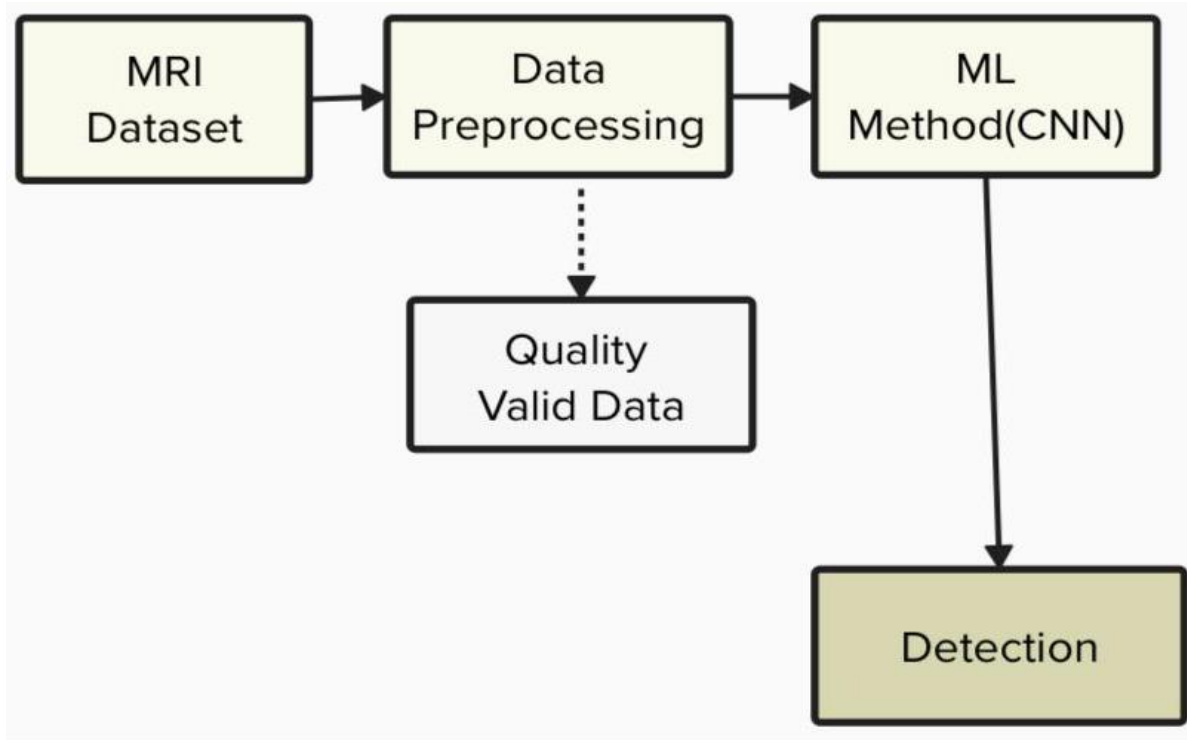 MRI
Dataset
Data
Preprocessing
ML
Method(CNN)
Quality
Valid Data
Detection